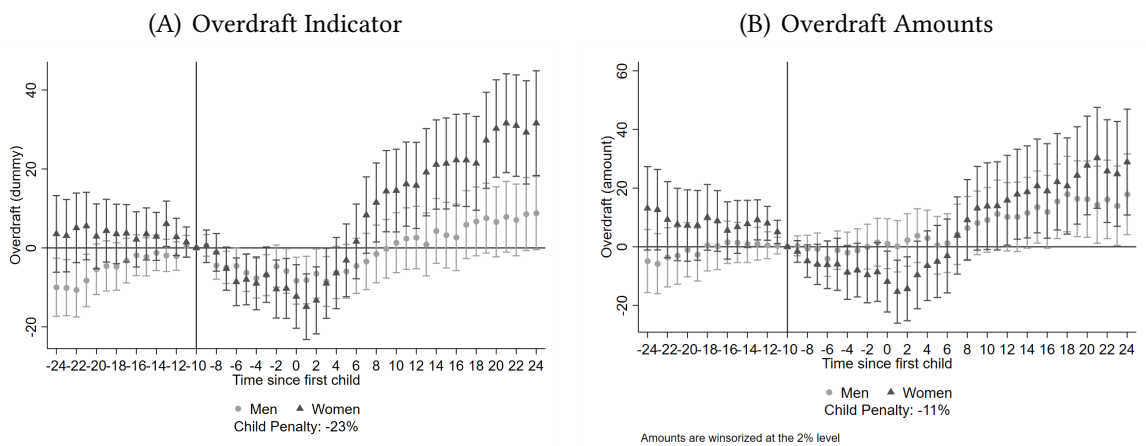 (A) Overdraft Indicator
Overdraft (dummy)
40
20
0
-20
-24-22-20-18-16-14-12-10 -8 -6 -4 -2 0 2 4 6 8 10 12 14 16 18 20 22 24
Time since first child
Men Women
Child Penalty: -23%
(B) Overdraft Amounts
Overdraft (amount)
60
40
20
0
-20
-24-22-20-18-16-14-12-10 -8 -6 -4 -2 0 2 4 6 8 10 12 14 16 18 20 22 24
Time since first child
Men Women
Child Penalty: -11%
Amounts are winsorized at the 2% level